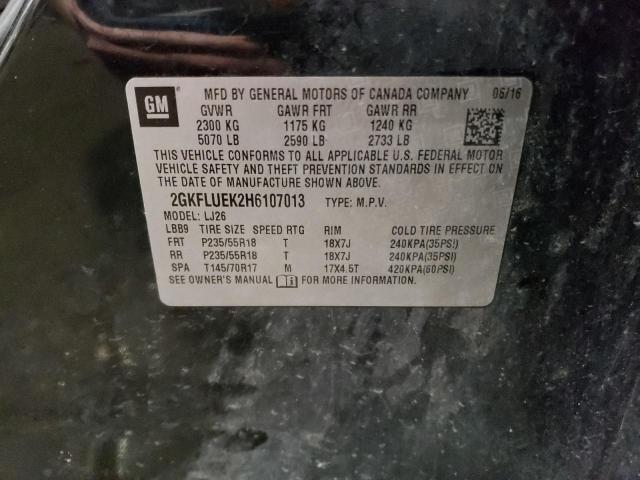 GM MFD BY GENERAL MOTORS OF CANADA COMPANY 06/16
GVWR GAWR FRT GAWR RR
2300 KG 1175 KG 1240 KG
5070 LB 2590 LB 2733 LB
THIS VEHICLE CONFORMS TO ALL APPLICABLE U.S. FEDERAL MOTOR
VEHICLE SAFETY AND THEFT PREVENTION STANDARDS IN EFFECT ON
THE DATE OF MANUFACTURE SHOWN ABOVE.
2GKFLUEK2H6107013 TYPE: M.P.V.
MODEL: LJ26
LBB9 TIRE SIZE SPEED RTG RIM COLD TIRE PRESSURE
FRT P235/55R18 T 18X7J 240KPA(35PSI)
RR P235/55R18 T 18X7J 240KPA(35PSI)
SPA T145/70R17 M 17X4.5T 420KPA(60PSI)
SEE OWNER'S MANUAL FOR MORE INFORMATION.